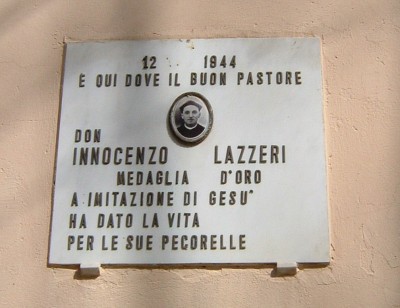 12 1944
E QUI DOVE IL BUON PASTORE
DON
INNOCENZO LAZZERI
MEDAGLIA D'ORO
A IMITAZIONE DI GESU'
HA DATO LA VITA
PER LE SUE PECORELLE